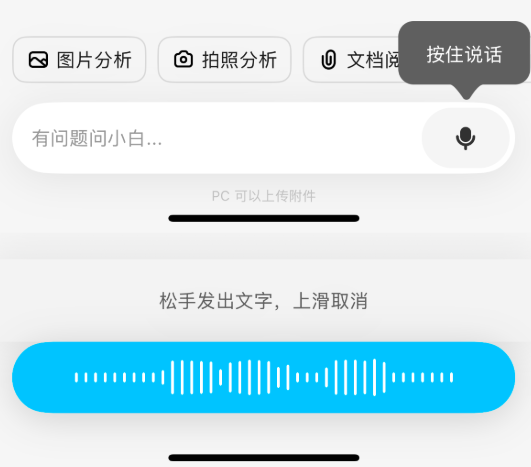 按住说话
图片分析
拍照分析
文档阅
有问题问小白...
PC 可以上传附件
松手发出文字，上滑取消